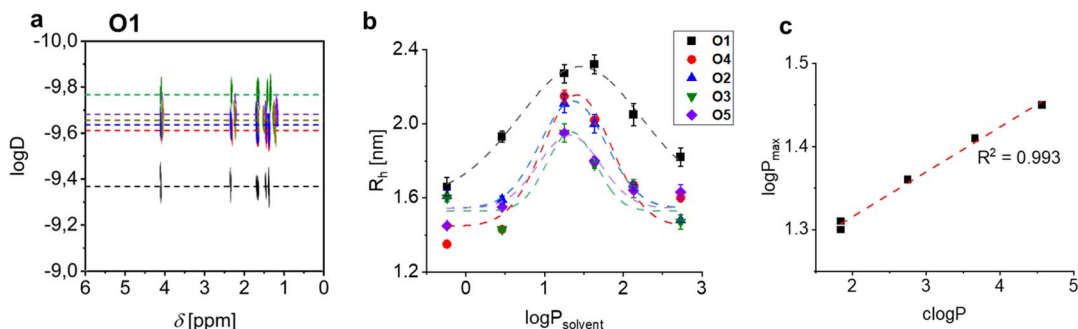 a
O1
-10,0
-9,8
-9,6
-9,4
-9,2
-9,0
logD
6 5 4 3 2 1 0
δ [ppm]
b
2.4
2.0
1.6
1.2
Rh [nm]
0 1 2 3
logPsolvent
O1
O4
O2
O3
O5
c
1.5
1.4
1.3
logPmax
R² = 0.993
2 3 4 5
clogP